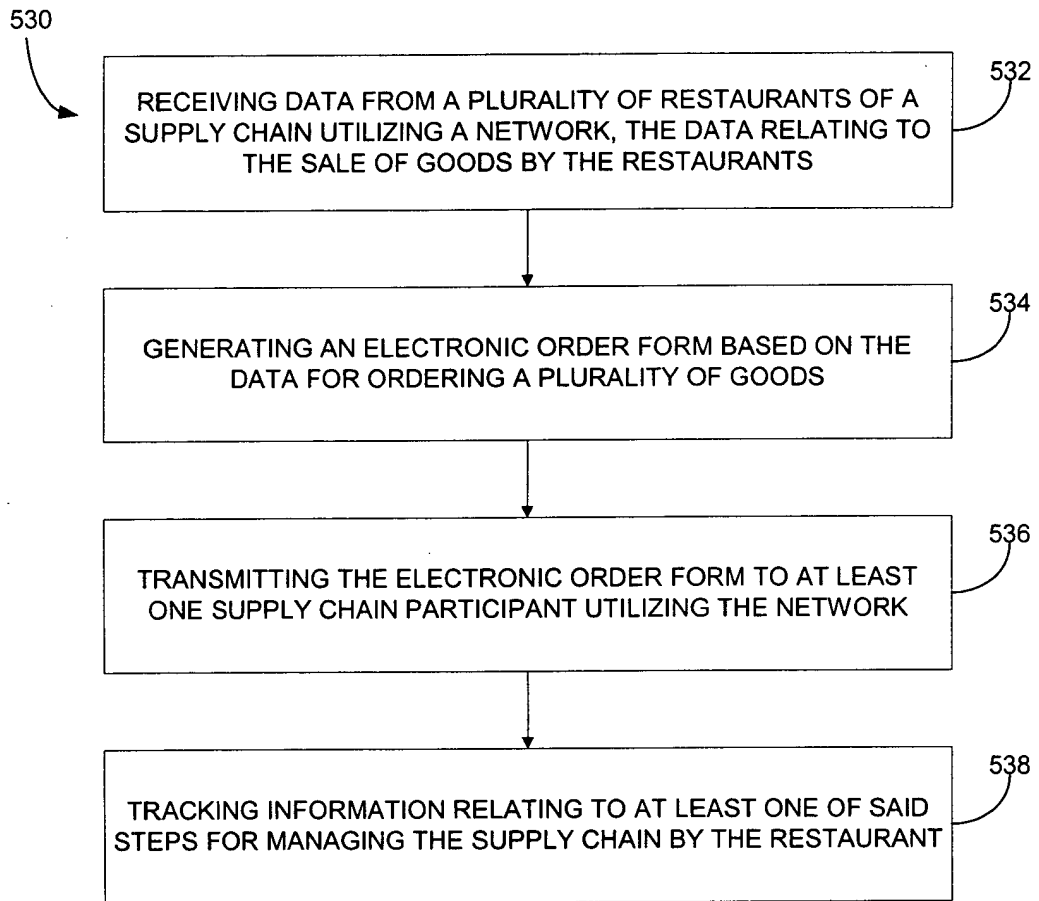 530
532
RECEIVING DATA FROM A PLURALITY OF RESTAURANTS OF A
SUPPLY CHAIN UTILIZING A NETWORK, THE DATA RELATING TO
THE SALE OF GOODS BY THE RESTAURANTS
534
GENERATING AN ELECTRONIC ORDER FORM BASED ON THE
DATA FOR ORDERING A PLURALITY OF GOODS
536
TRANSMITTING THE ELECTRONIC ORDER FORM TO AT LEAST
ONE SUPPLY CHAIN PARTICIPANT UTILIZING THE NETWORK
538
TRACKING INFORMATION RELATING TO AT LEAST ONE OF SAID
STEPS FOR MANAGING THE SUPPLY CHAIN BY THE RESTAURANT